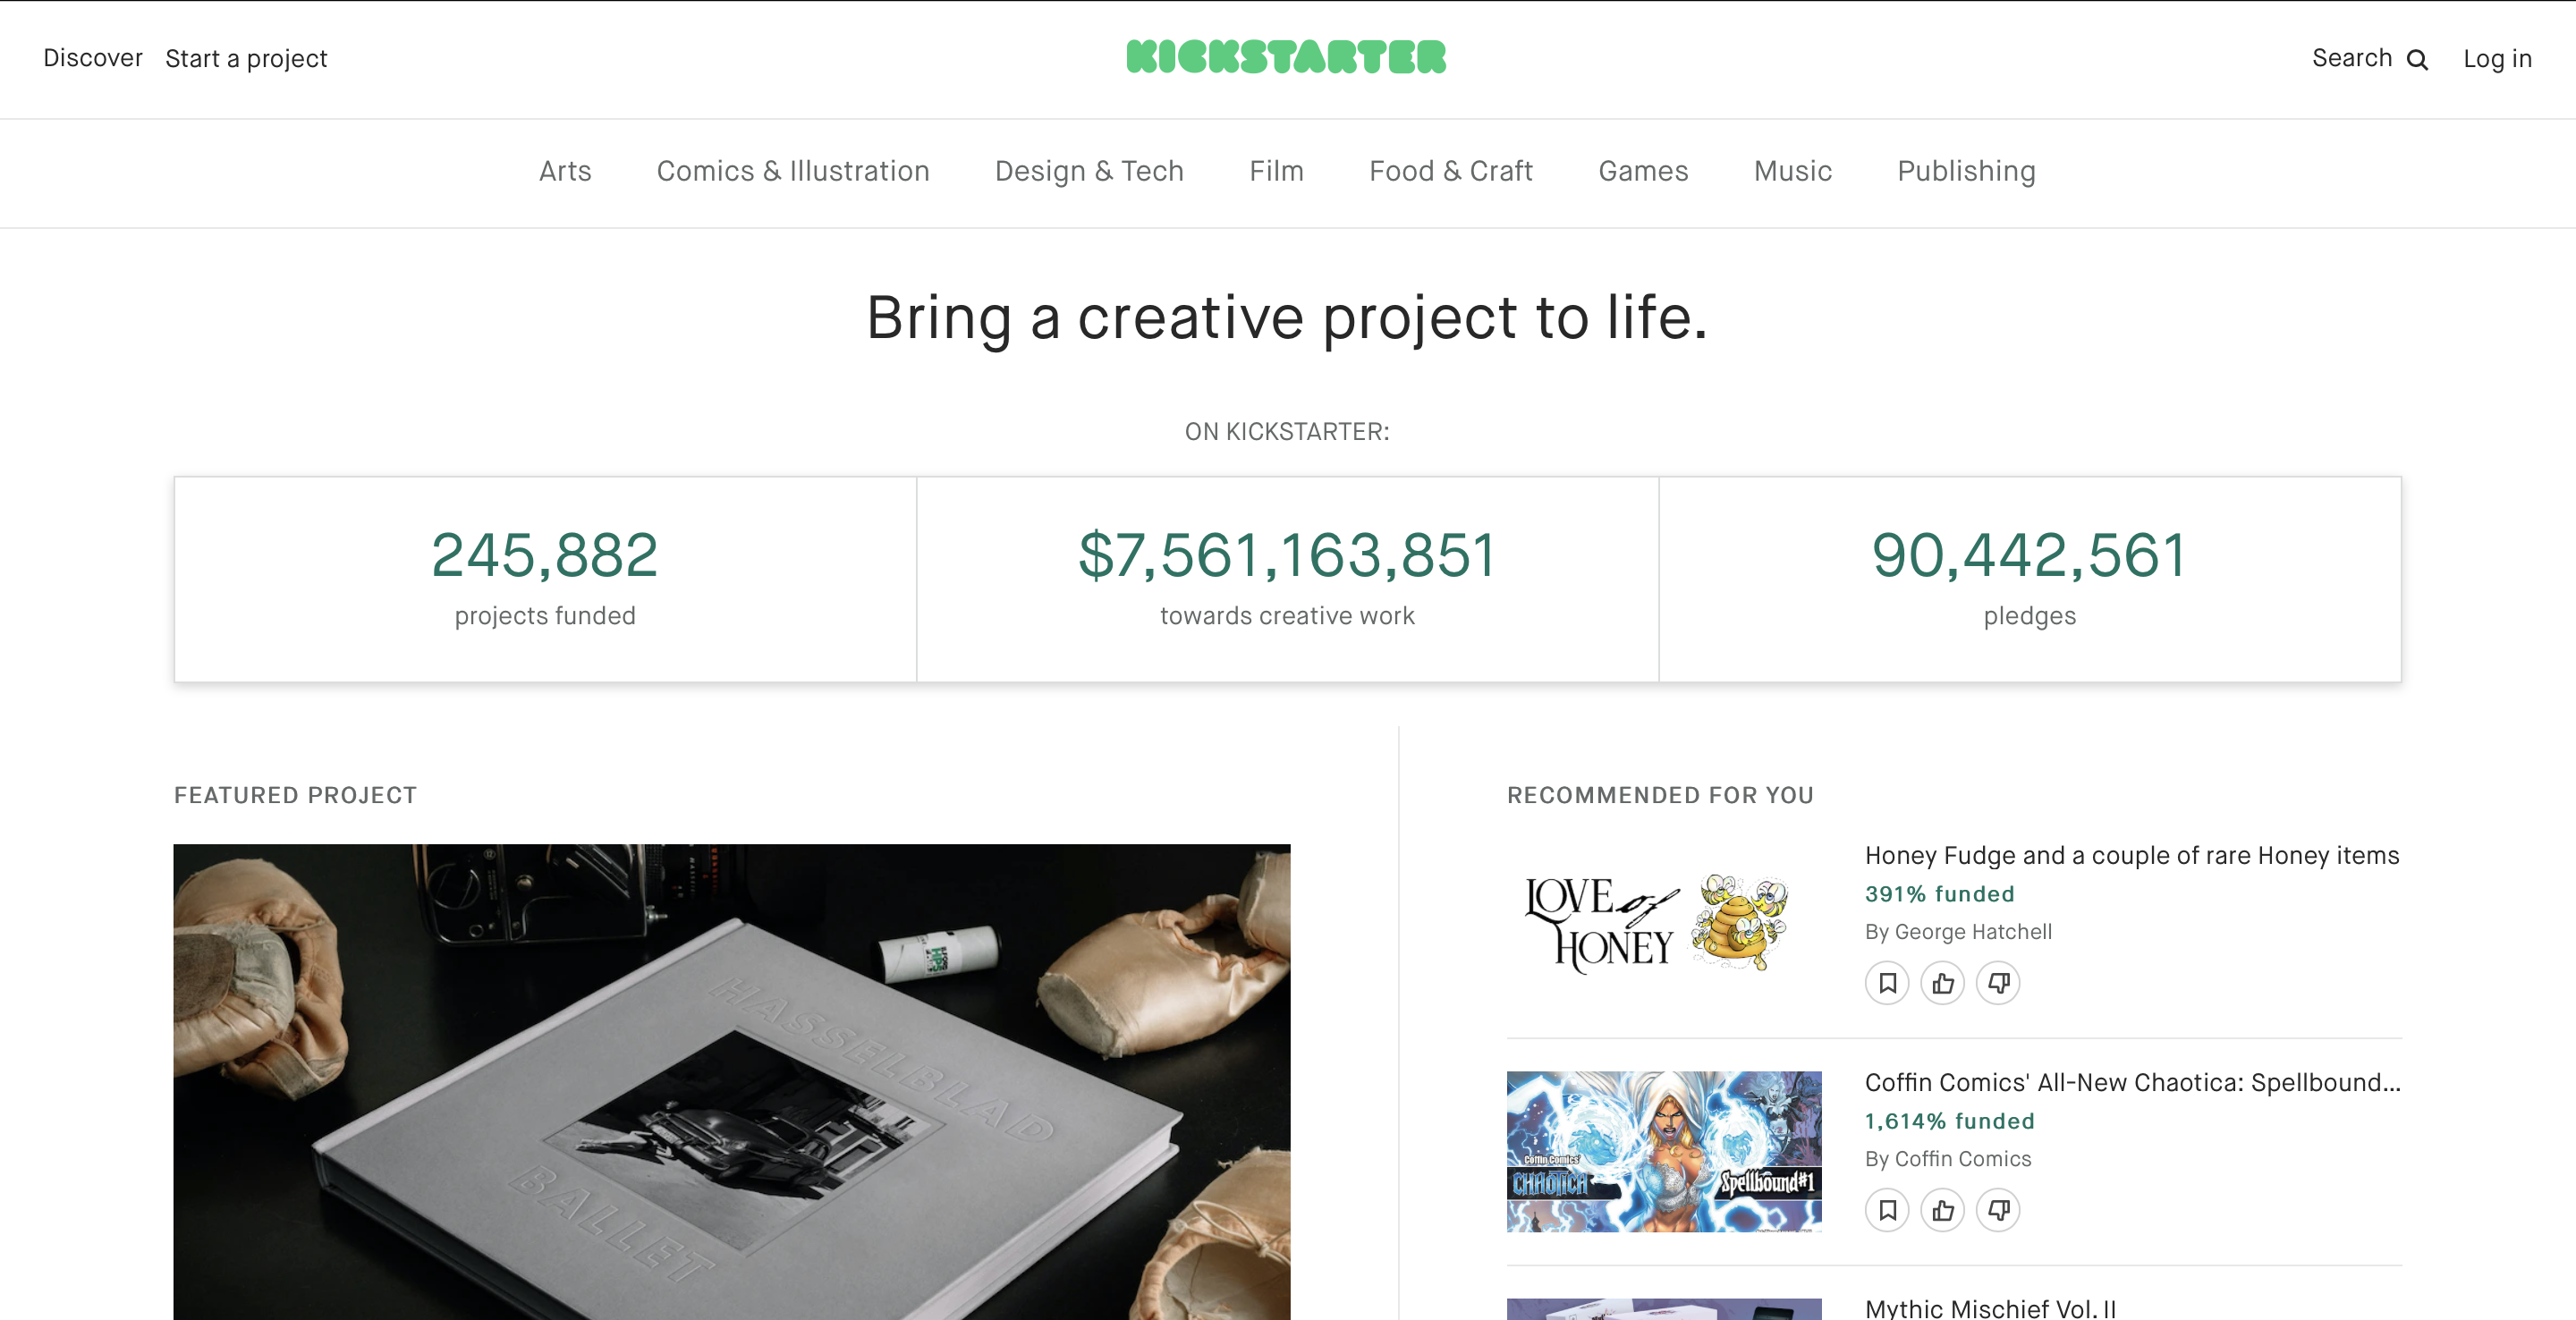 Discover Start a project KICKSTARTER Search Log in
Arts Comics & Illustration Design & Tech Film Food & Craft Games Music Publishing
Bring a creative project to life.
ON KICKSTARTER:
245,882 $7,561,163,851 90,442,561
projects funded towards creative work pledges
FEATURED PROJECT
HASSELBLAD
BALLET
RECOMMENDED FOR YOU
LOVE of
HONEY
Honey Fudge and a couple of rare Honey items
391% funded
By George Hatchell
Coffin Comics'
CHAOTICA
Spellbound #1
Coffin Comics' All-New Chaotica: Spellbound...
1,614% funded
By Coffin Comics
Mythic Mischief Vol. II